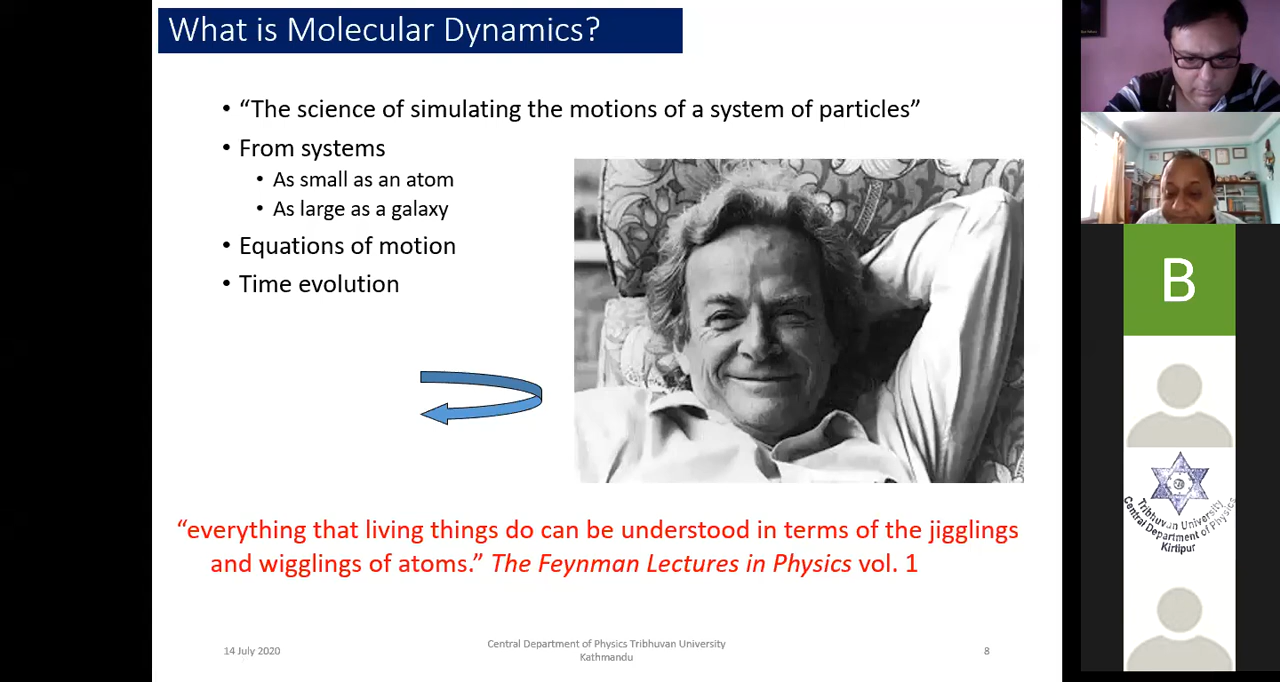 What is Molecular Dynamics?
• “The science of simulating the motions of a system of particles”
• From systems
• As small as an atom
• As large as a galaxy
• Equations of motion
• Time evolution
“everything that living things do can be understood in terms of the jigglings
and wigglings of atoms.” The Feynman Lectures in Physics vol. 1
14 July 2020
Central Department of Physics Tribhuvan University
Kathmandu
8
B
Tribhuvan University
Central Department of Physics
Kirtipur